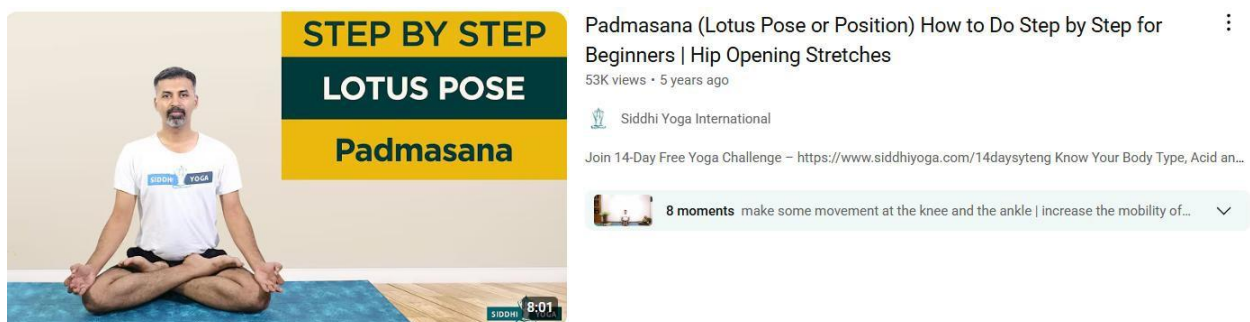 STEP BY STEP
LOTUS POSE
Padmasana
SIDDHI YOGA
SIDDHI YOGA
8:01
Padmasana (Lotus Pose or Position) How to Do Step by Step for
Beginners | Hip Opening Stretches
53K views • 5 years ago
Siddhi Yoga International
Join 14-Day Free Yoga Challenge – https://www.siddhiyoga.com/14daysyteng Know Your Body Type, Acid an...
8 moments make some movement at the knee and the ankle | increase the mobility of...